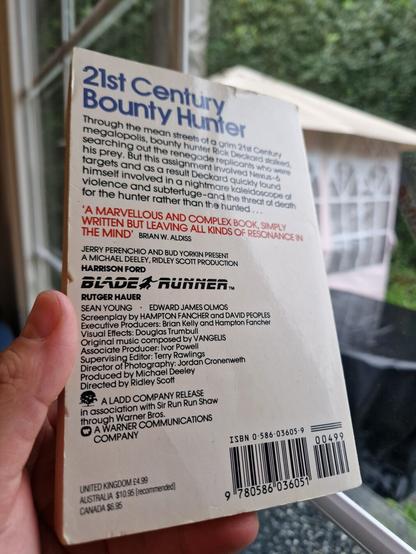 21st Century
Bounty Hunter
Through the mean streets of a grim 21st Century
megalopolis, bounty hunter Rick Deckard stalked,
searching out the renegade replicants who were
his prey. But this assignment involved Nexus-6
targets and as a result Deckard quickly found
himself involved in a nightmare kaleidoscope of
violence and subterfuge–and the threat of death
for the hunter rather than the hunted ...
'A MARVELLOUS AND COMPLEX BOOK, SIMPLY
WRITTEN BUT LEAVING ALL KINDS OF RESONANCE IN
THE MIND' BRIAN W. ALDISS
JERRY PERENCHIO AND BUD YORKIN PRESENT
A MICHAEL DEELEY, RIDLEY SCOTT PRODUCTION
HARRISON FORD
BLADE RUNNER TM
RUTGER HAUER
SEAN YOUNG · EDWARD JAMES OLMOS
Screenplay by HAMPTON FANCHER and DAVID PEOPLES
Executive Producers: Brian Kelly and Hampton Fancher
Visual Effects: Douglas Trumbull
Original music composed by VANGELIS
Associate Producer: Ivor Powell
Supervising Editor: Terry Rawlings
Director of Photography: Jordan Cronenweth
Produced by Michael Deeley
Directed by Ridley Scott
A LADD COMPANY RELEASE
in association with Sir Run Run Shaw
through Warner Bros.
A WARNER COMMUNICATIONS
COMPANY
ISBN 0-586-03605-9
00499
9 780586 036051
UNITED KINGDOM £4.99
AUSTRALIA $10.95 (recommended)
CANADA $6.95